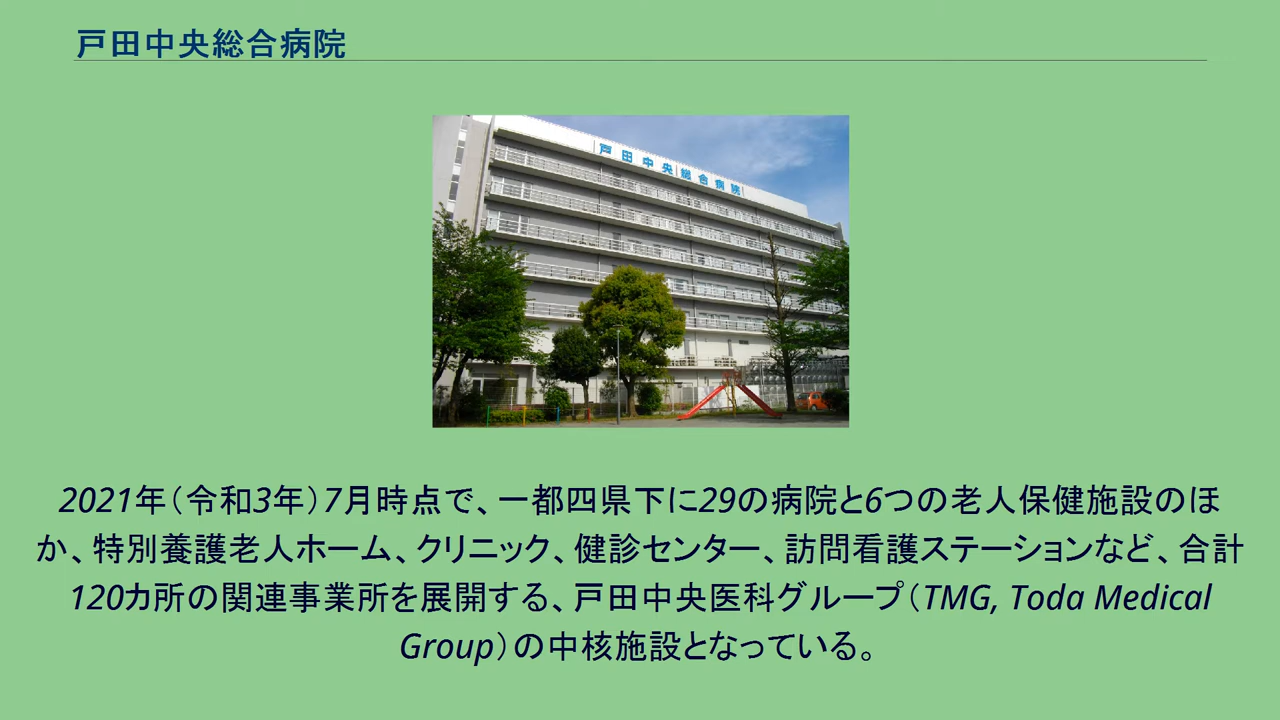 戸田中央総合病院
戸田中央総合病院
2021年（令和3年）7月時点で、一都四県下に29の病院と6つの老人保健施設のほ
か、特別養護老人ホーム、クリニック、健診センター、訪問看護ステーションなど、合計
120カ所の関連事業所を展開する、戸田中央医科グループ（TMG, Toda Medical
Group）の中核施設となっている。